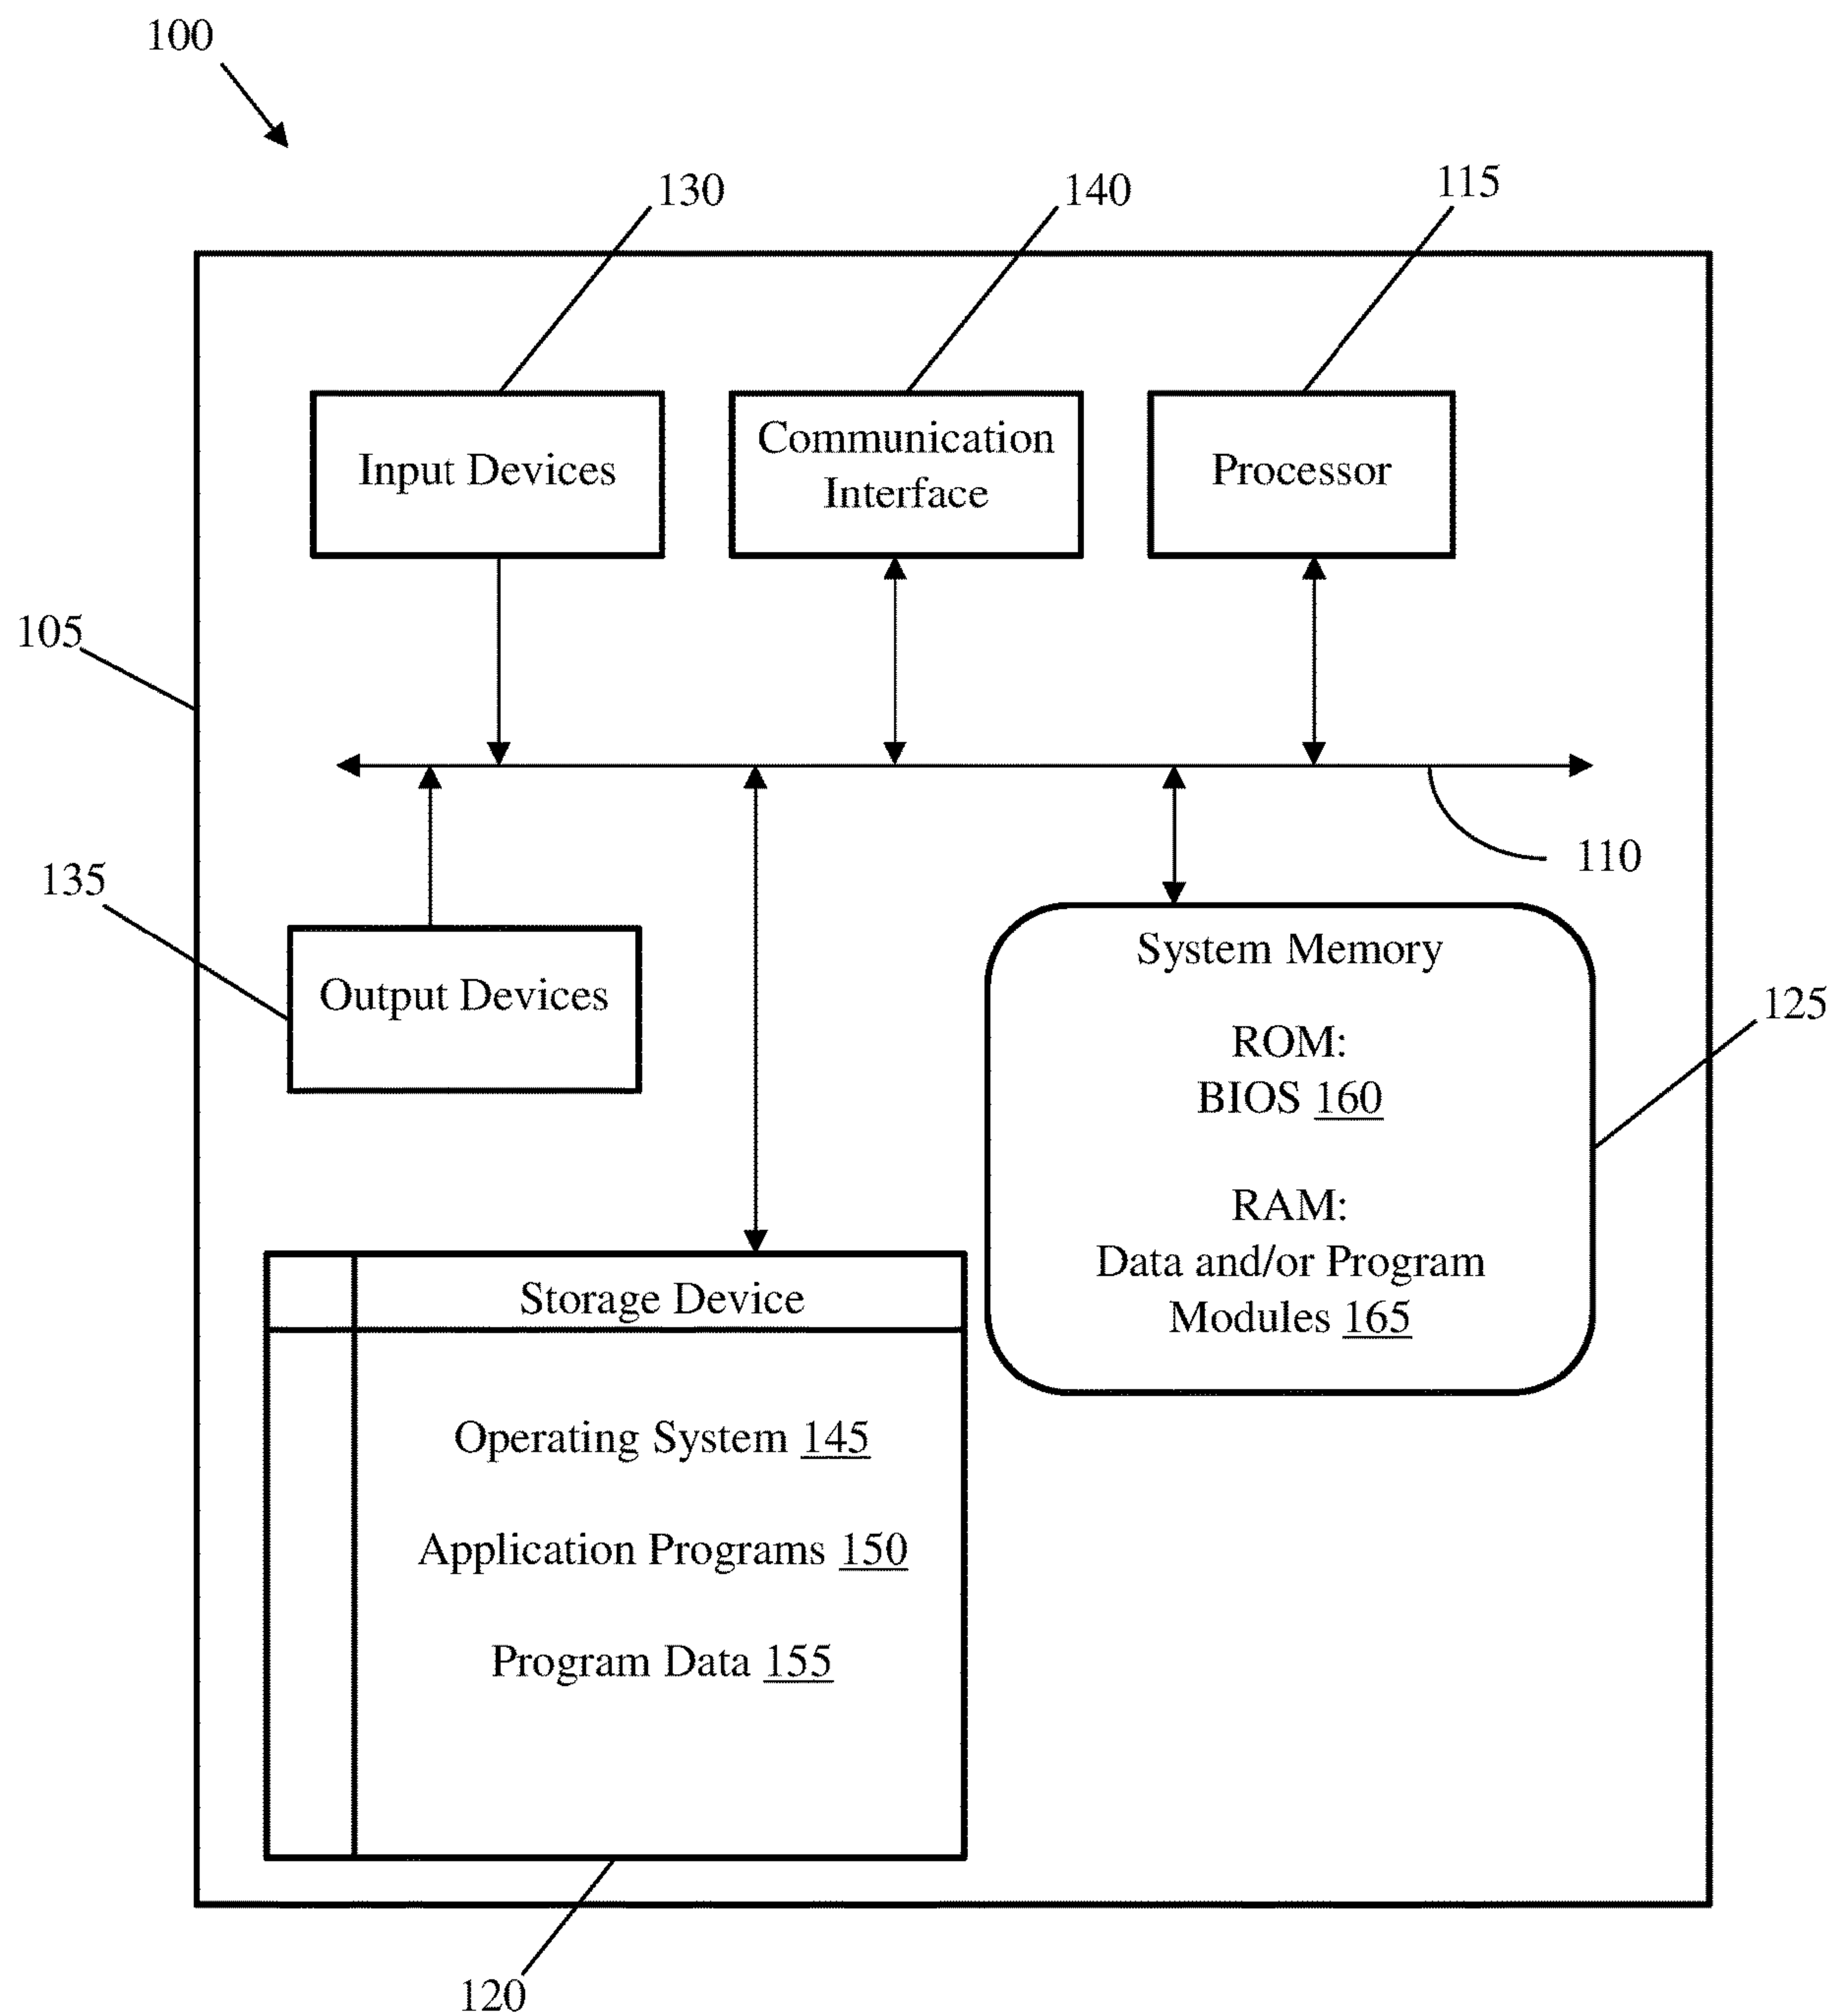 100
130
140
115
Input Devices
Communication
Interface
Processor
105
110
135
Output Devices
System Memory
ROM:
BIOS 160
RAM:
Data and/or Program
Modules 165
125
Storage Device
Operating System 145
Application Programs 150
Program Data 155
120